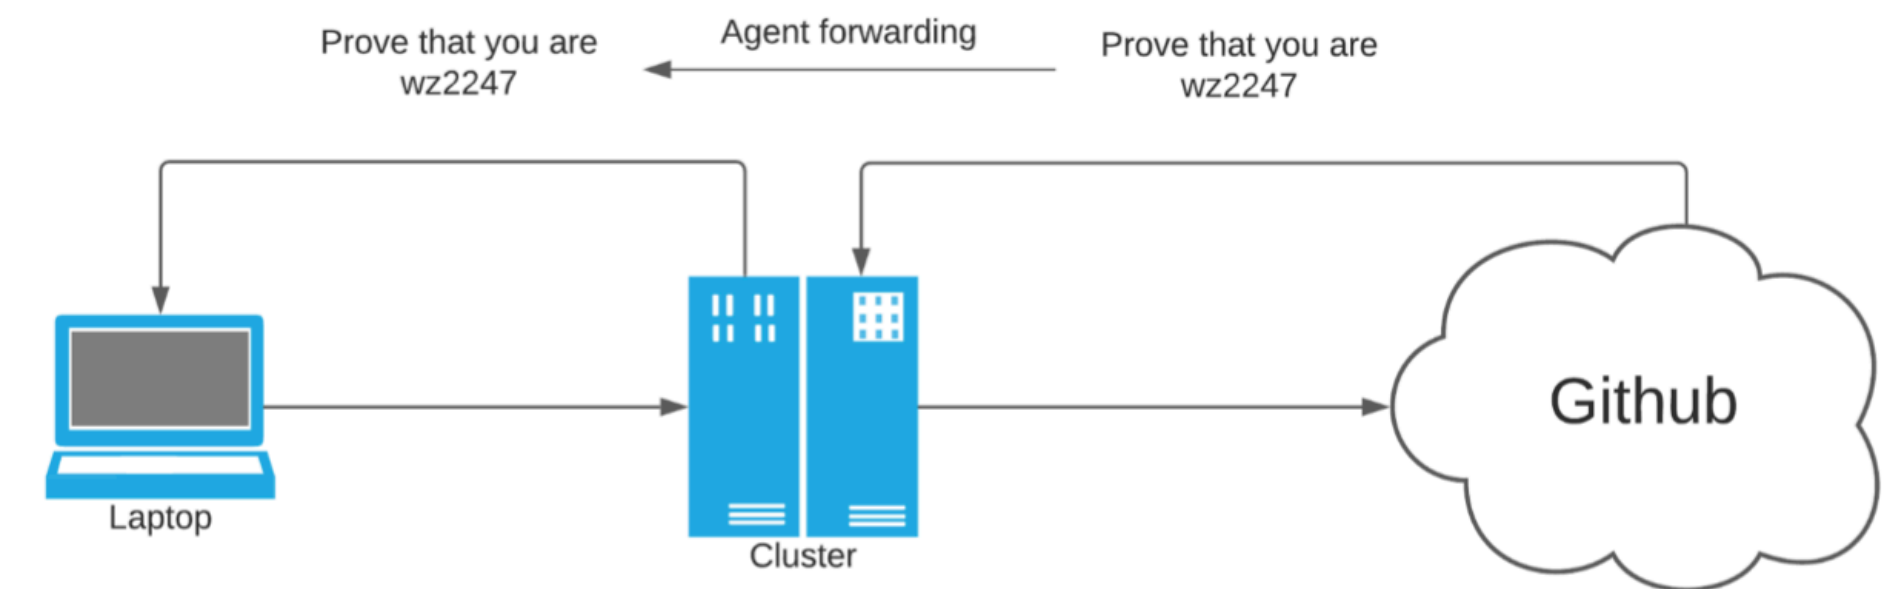 Prove that you are
wz2247
Agent forwarding
Prove that you are
wz2247
Github
Laptop
Cluster